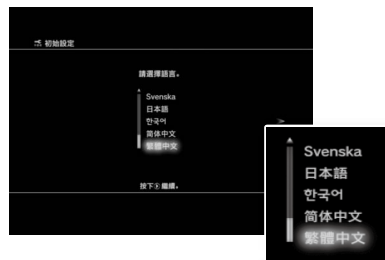 初始設定
請選擇語言。
Svenska
日本語
한국어
简体中文
繁體中文
按下⊗繼續。
Svenska
日本語
한국어
简体中文
繁體中文